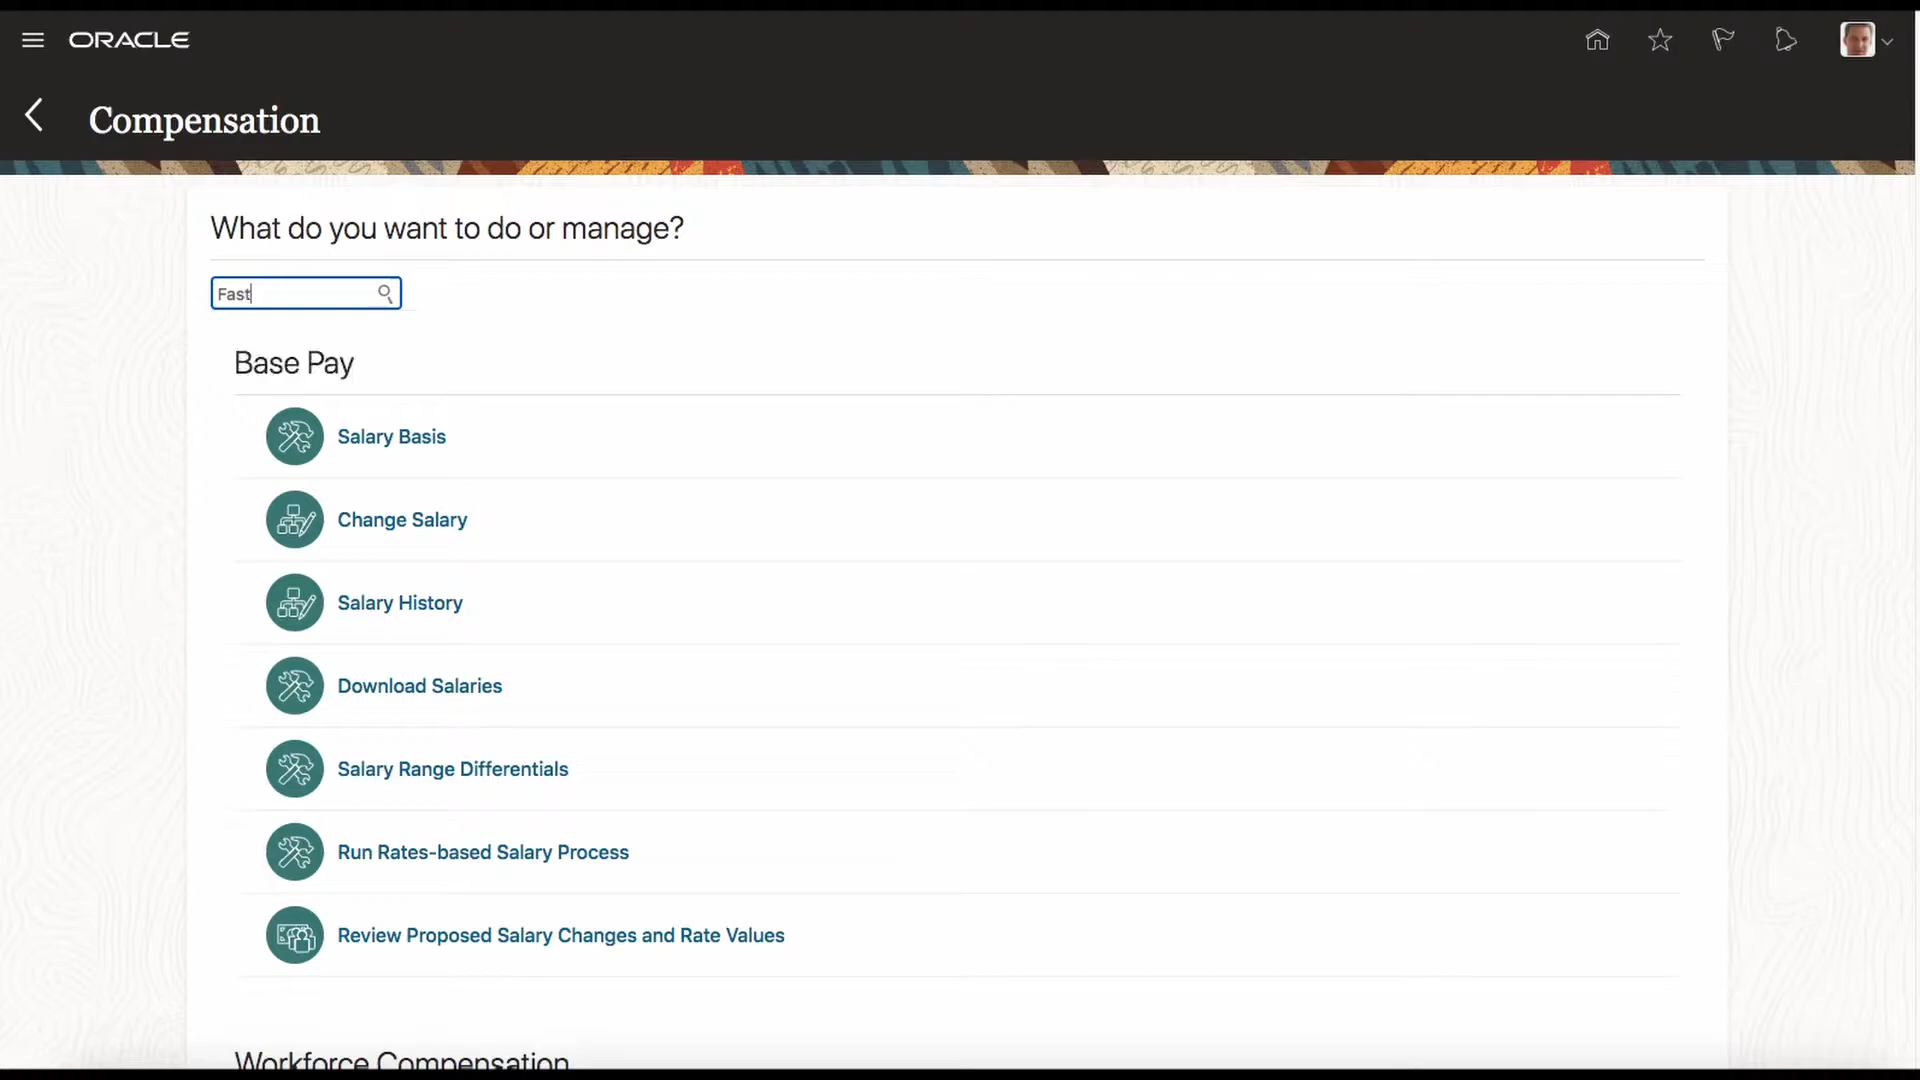 ORACLE
Compensation
What do you want to do or manage?
Fast
Base Pay
Salary Basis
Change Salary
Salary History
Download Salaries
Salary Range Differentials
Run Rates-based Salary Process
Review Proposed Salary Changes and Rate Values
Workforce Compensation